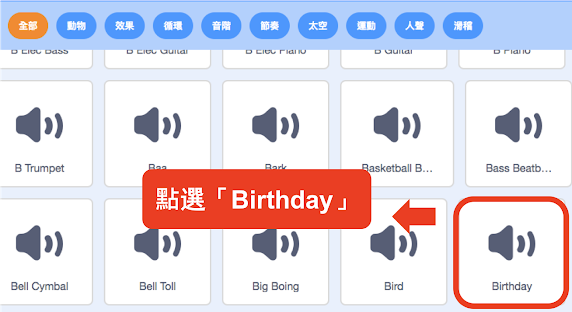 全部 動物 效果 循環 音階 節奏 太空 運動 人聲 滑稽
B Elec Bass B Elec Guitar B Elec Piano B Guitar B Piano
B Trumpet Baa Bark Basketball B... Bass Beatb...
點選「Birthday」
Bell Cymbal Bell Toll Big Boing Bird Birthday